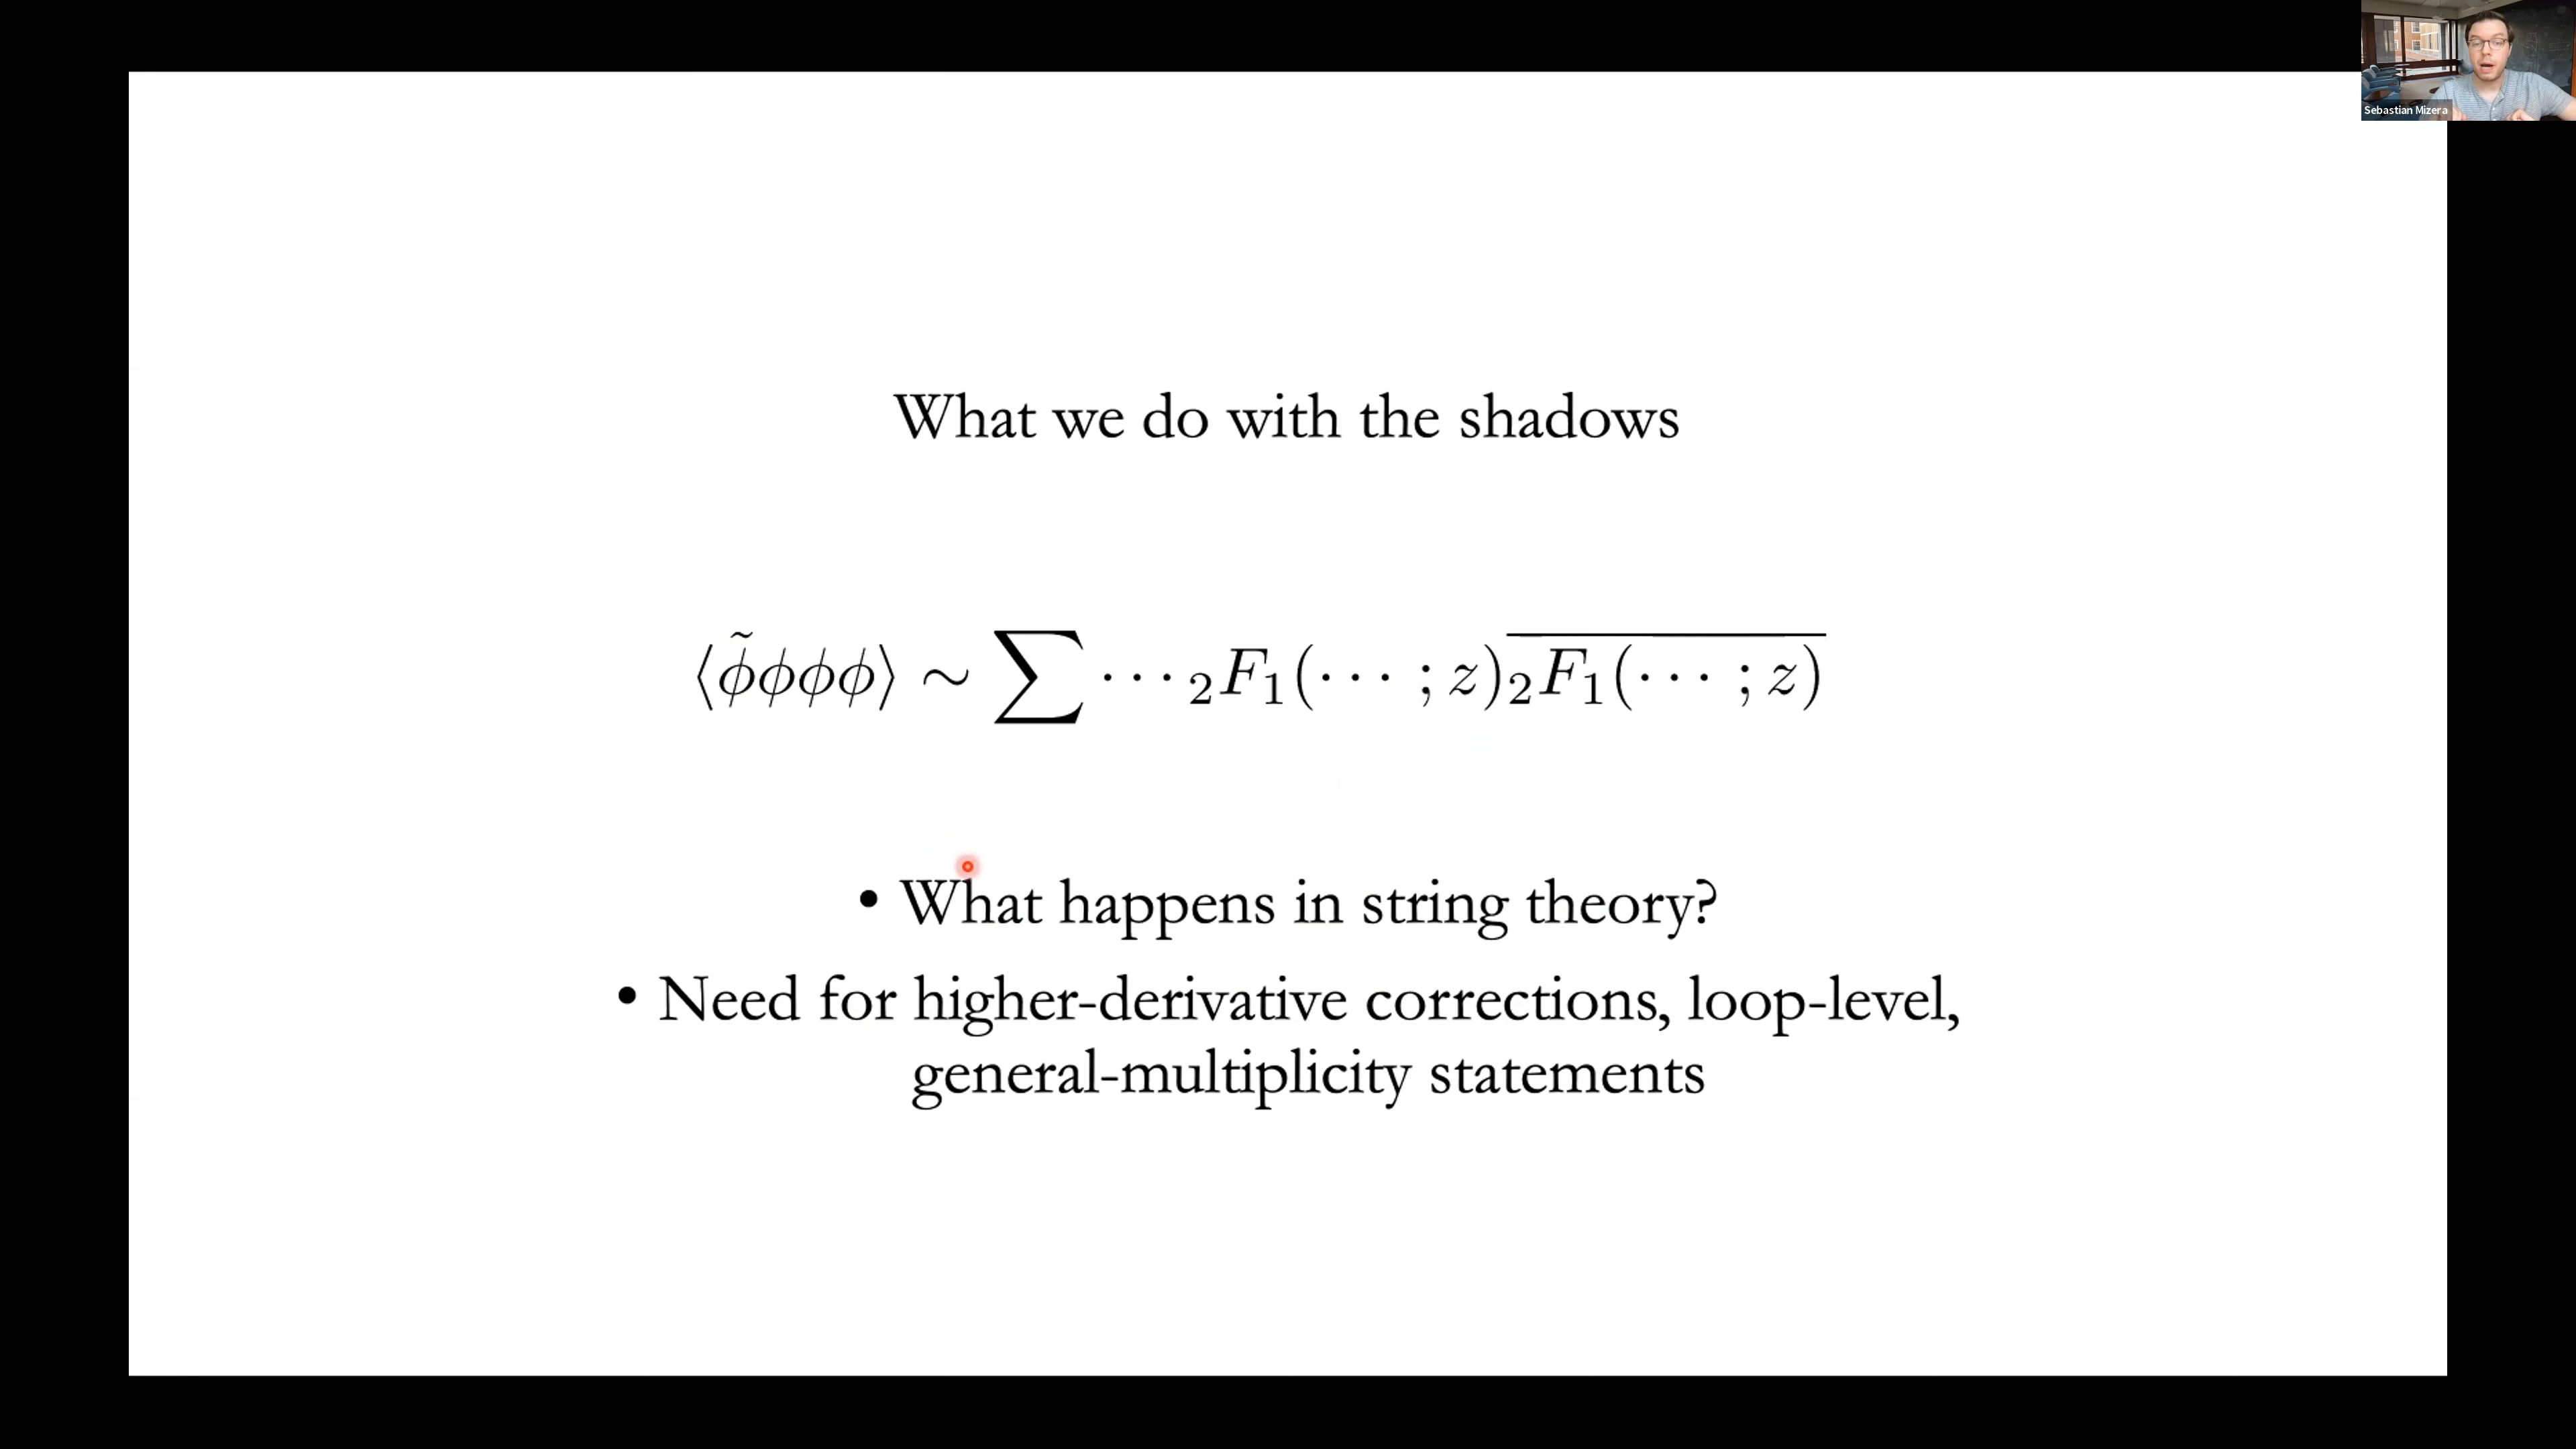 Sebastian Mizera
What we do with the shadows
⟨ϕ̃ϕϕϕ⟩ ∼ ∑ ⋯ ₂F₁(⋯ ; z)\overline{₂F₁(⋯ ; z)}
• What happens in string theory?
• Need for higher-derivative corrections, loop-level,
general-multiplicity statements